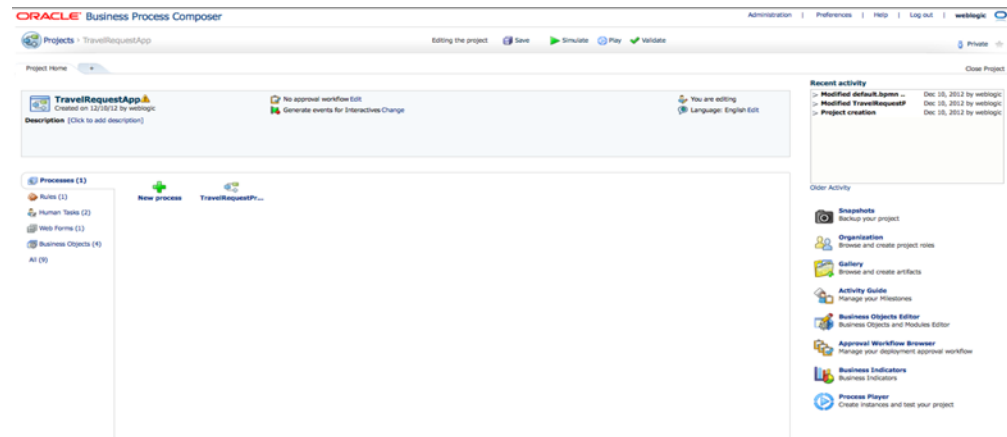 ORACLE Business Process Composer
Administration | Preferences | Help | Log out | weblogic
Projects > TravelRequestApp
Editing the project Save Simulate Play Validate
Private
Project Home +
Close Project
TravelRequestApp
Created on 12/10/12 by weblogic
Description [Click to add description]
No approval workflow Edit
Generate events for Interactives Change
You are editing
Language: English Edit
Recent activity
> Modified default.bpmn .. Dec 10, 2012 by weblogic
> Modified TravelRequestP Dec 10, 2012 by weblogic
> Project creation Dec 10, 2012 by weblogic
Older Activity
Processes (1)
Rules (1)
Human Tasks (2)
Web Forms (1)
Business Objects (4)
All (9)
New process
TravelRequestPr...
Snapshots
Backup your project
Organization
Browse and create project roles
Gallery
Browse and create artifacts
Activity Guide
Manage your Milestones
Business Objects Editor
Business Objects and Modules Editor
Approval Workflow Browser
Manage your deployment approval workflow
Business Indicators
Business Indicators
Process Player
Create instances and test your project